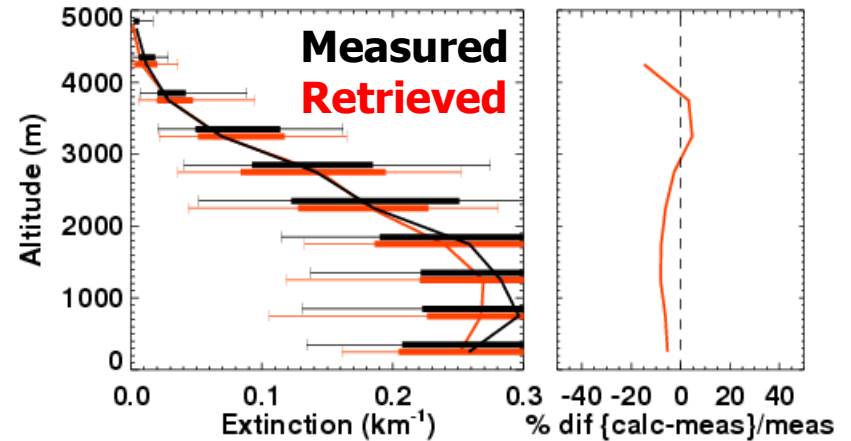 Measured
Retrieved
5000
4000
3000
2000
1000
0
Altitude (m)
0.0 0.1 0.2 0.3
Extinction (km⁻¹)
-40 -20 0 20 40
% dif {calc-meas}/meas